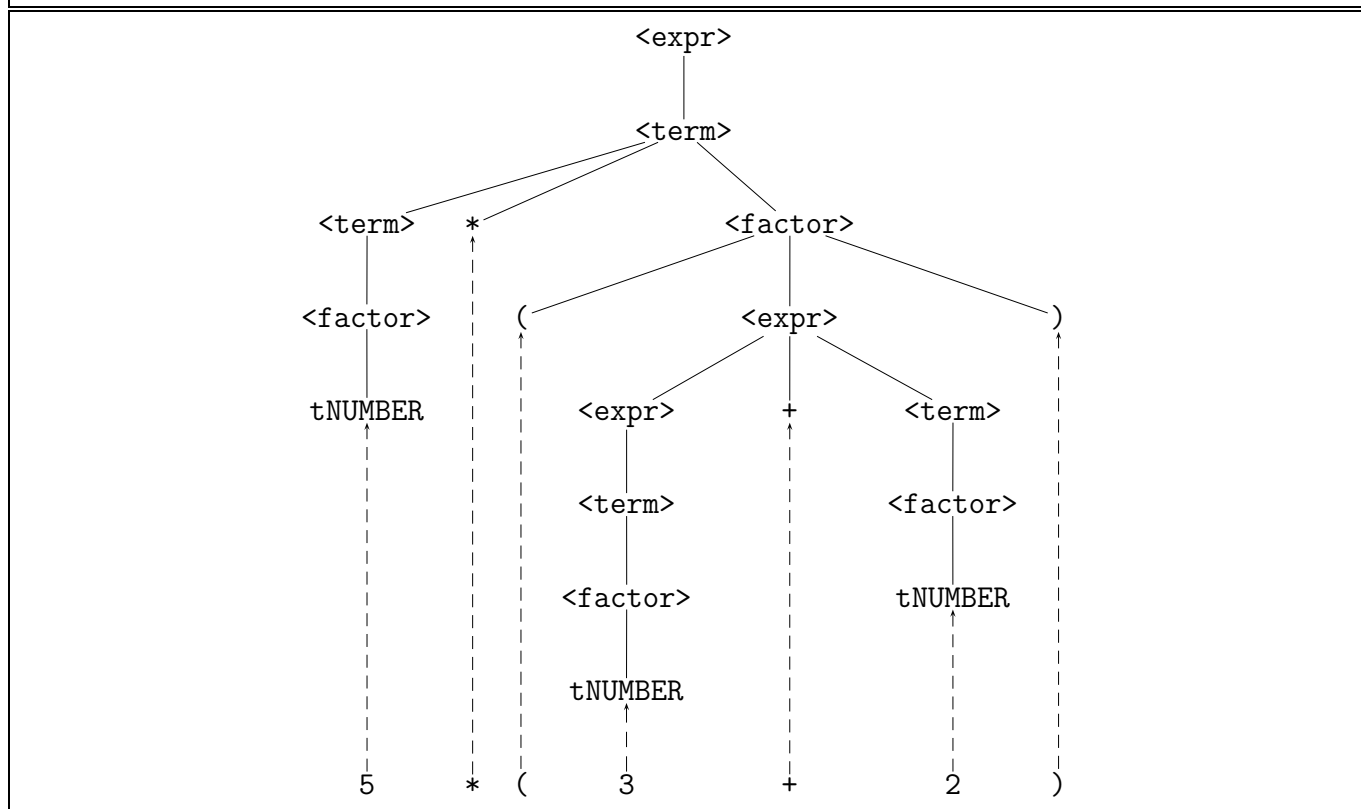 <expr>
<term>
<term> * <factor>
<factor> ( <expr> )
tNUMBER <expr> + <term>
<term> <factor>
<factor> tNUMBER
tNUMBER
5 * ( 3 + 2 )